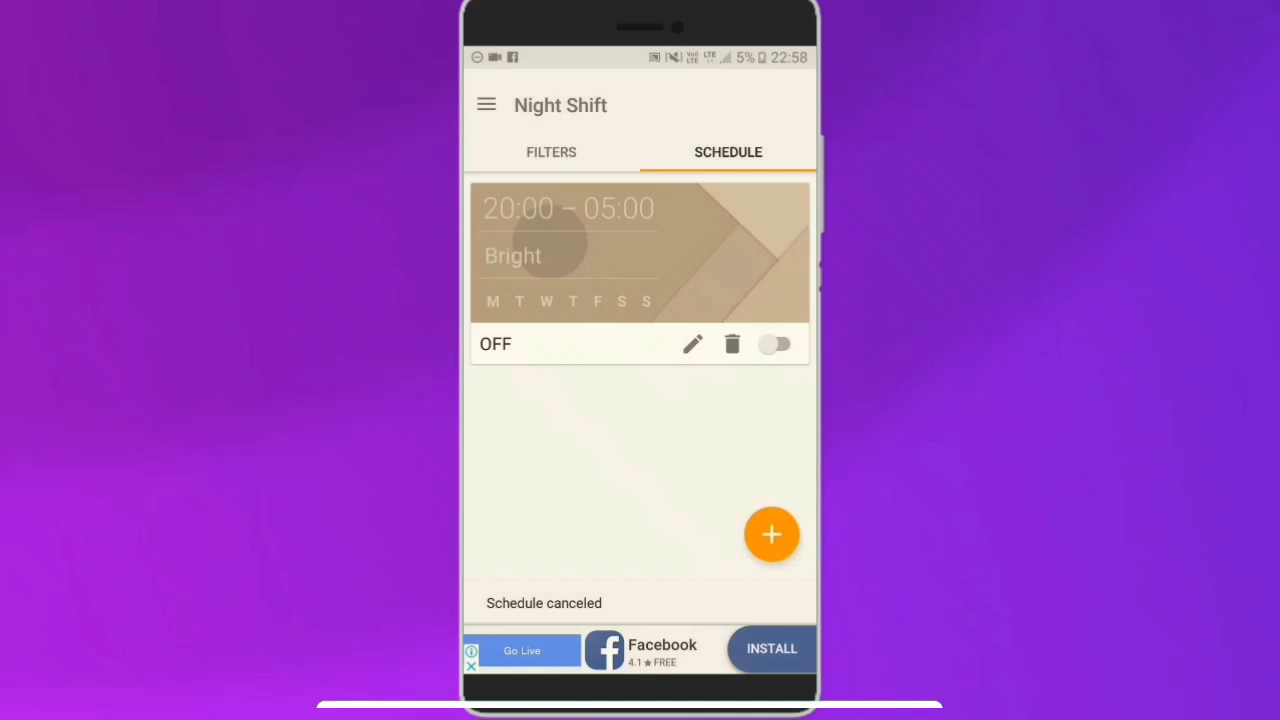 5% 22:58
Night Shift
FILTERS SCHEDULE
20:00 – 05:00
Bright
M T W T F S S
OFF
Schedule canceled
Go Live
Facebook
4.1 ★ FREE
INSTALL